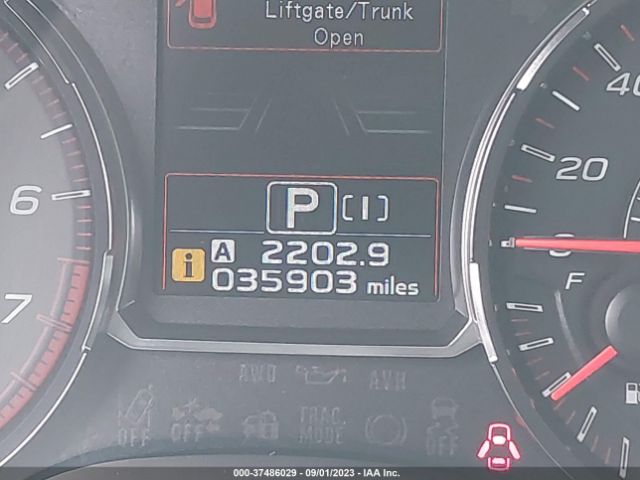 Liftgate/Trunk
Open
40
20
6
P [I]
A 2202.9
i 035903 miles
0
F
7
AWD AVH
OFF OFF TRAC MODE OFF
000-37486029 - 09/01/2023 - IAA Inc.